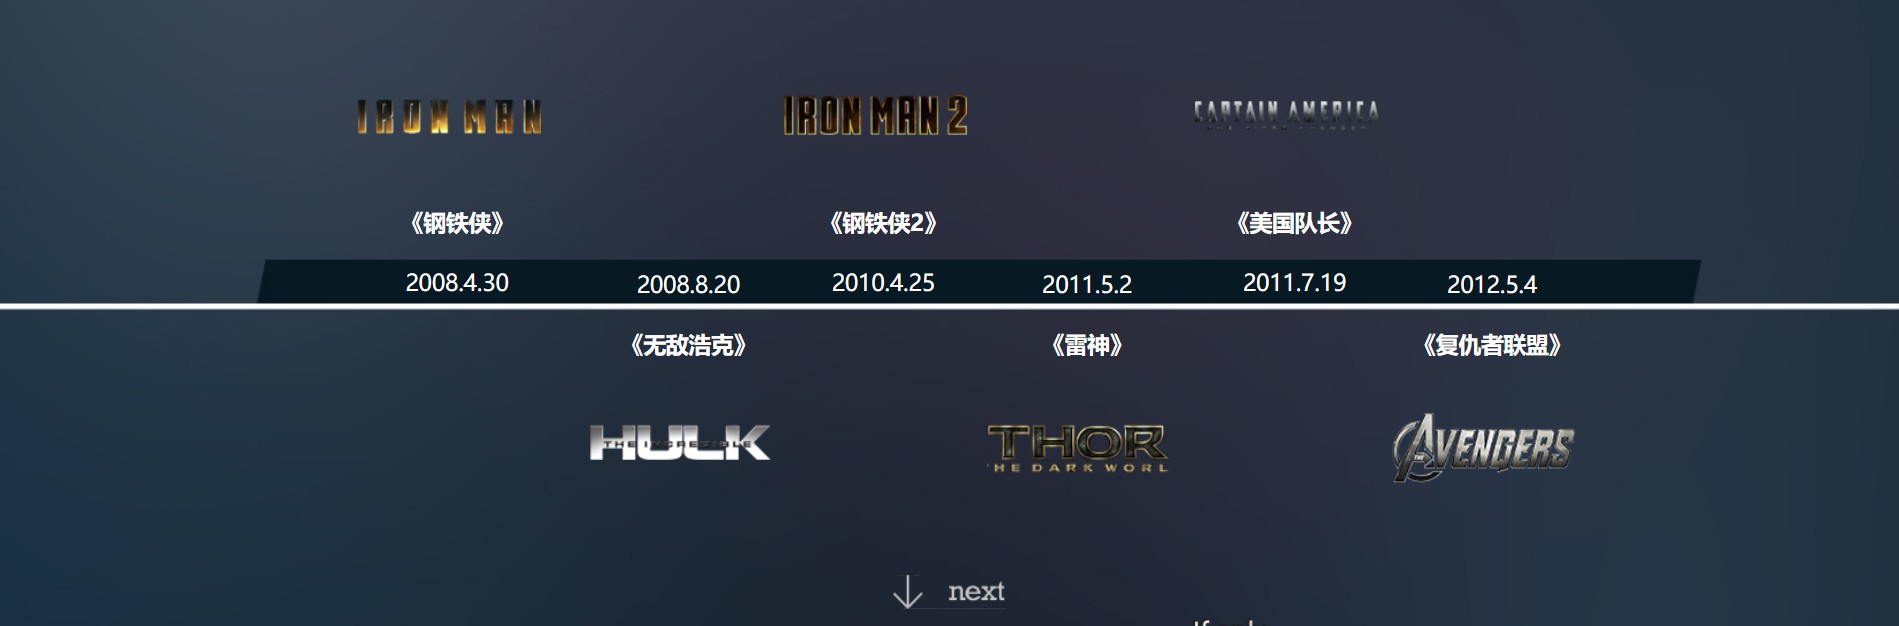 IRON MAN
IRON MAN 2
CAPTAIN AMERICA
《钢铁侠》
《钢铁侠2》
《美国队长》
2008.4.30
2008.8.20
2010.4.25
2011.5.2
2011.7.19
2012.5.4
《无敌浩克》
《雷神》
《复仇者联盟》
HULK
THE INCREDIBLE
THOR
HE DARK WORL
THE AVENGERS
next